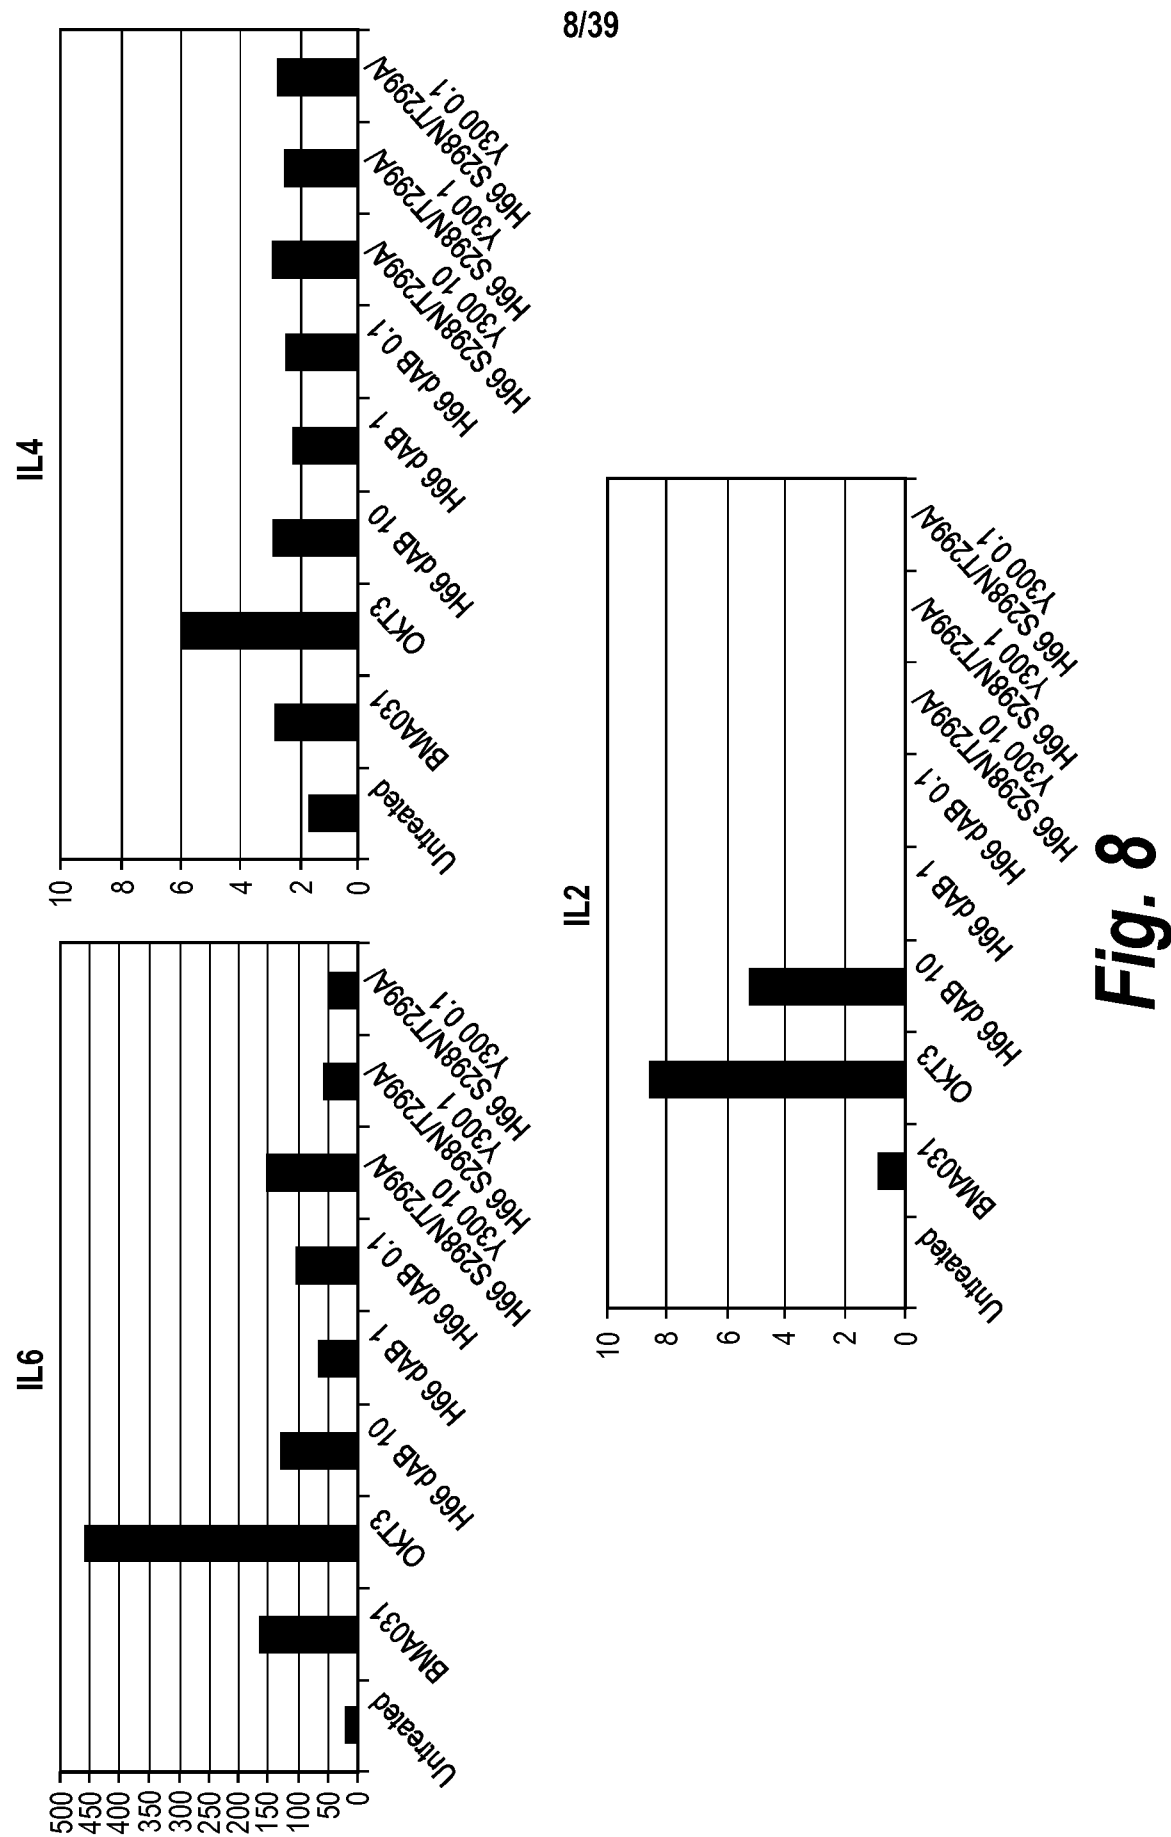 8/39
IL6
500
450
400
350
300
250
200
150
100
50
0
Untreated
BMA031
OKT3
H66 dAB 10
H66 dAB 1
H66 dAB 0.1
H66 S298N/T299A/
Y300 10
H66 S298N/T299A/
Y300 1
H66 S298N/T299A/
Y300 0.1
IL4
10
8
6
4
2
0
Untreated
BMA031
OKT3
H66 dAB 10
H66 dAB 1
H66 dAB 0.1
H66 S298N/T299A/
Y300 10
H66 S298N/T299A/
Y300 1
H66 S298N/T299A/
Y300 0.1
IL2
10
8
6
4
2
0
Untreated
BMA031
OKT3
H66 dAB 10
H66 dAB 1
H66 dAB 0.1
H66 S298N/T299A/
Y300 10
H66 S298N/T299A/
Y300 1
H66 S298N/T299A/
Y300 0.1
Fig. 8